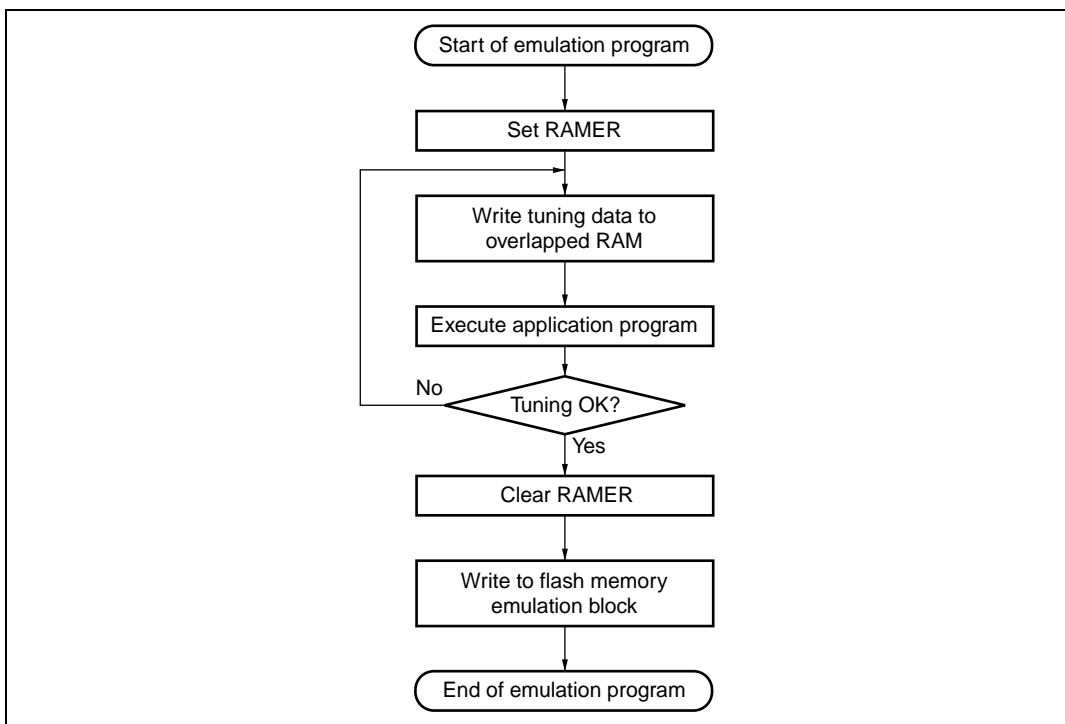 Start of emulation program
Set RAMER
Write tuning data to
overlapped RAM
Execute application program
No
Tuning OK?
Yes
Clear RAMER
Write to flash memory
emulation block
End of emulation program